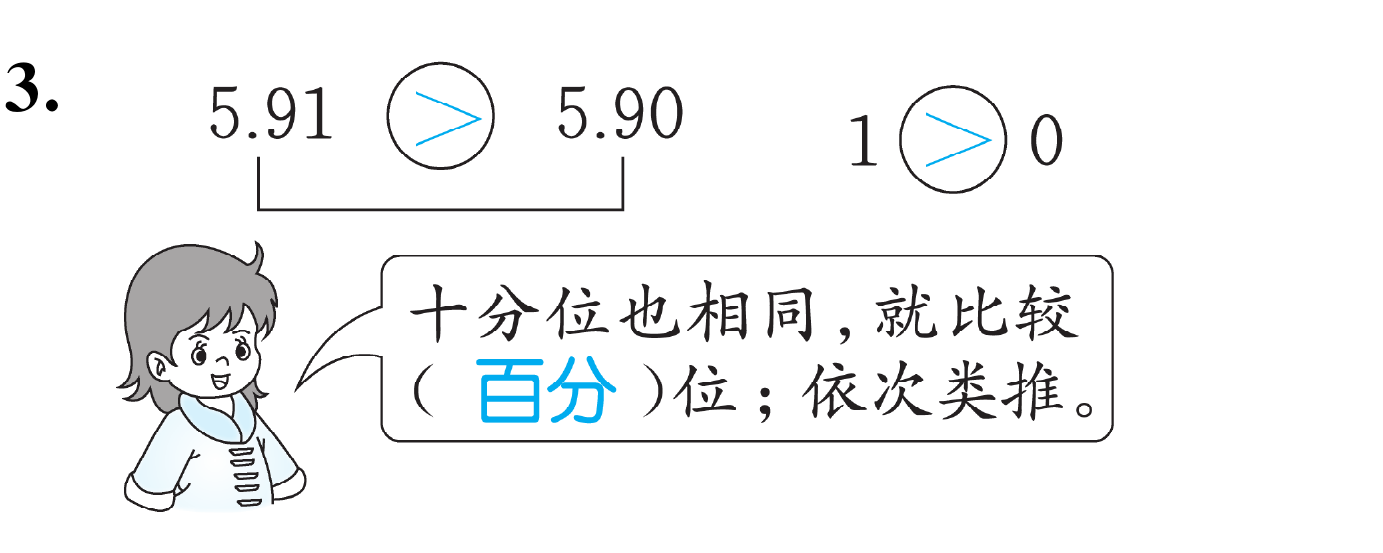 3. 5.91 > 5.90 1 > 0
十分位也相同,就比较
(百分)位;依次类推。